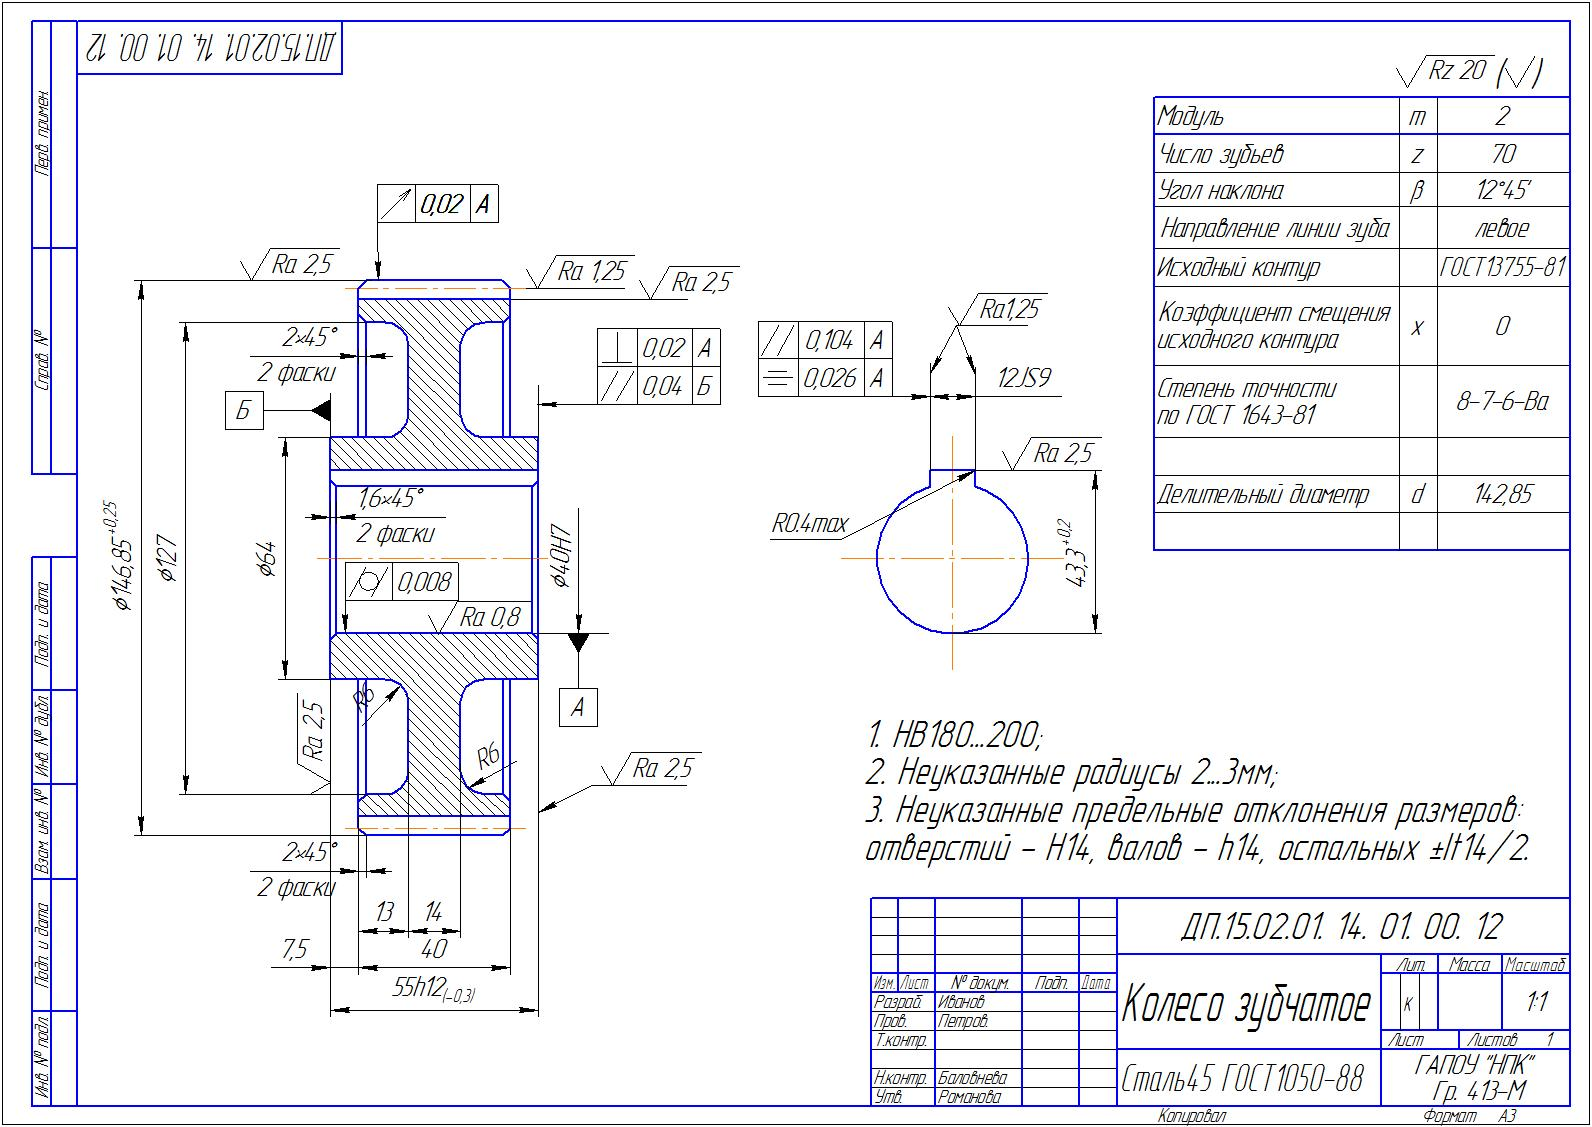 ДП.15.02.01. 14. 01. 00. 12
Перв. примен.
Справ. №
Подп. и дата
Инв. № дубл.
Взам. инв. №
Подп. и дата
Инв. № подл.
Rz 20 (√)
Модуль m 2
Число зубьев z 70
Угол наклона β 12°45'
Направление линии зуба левое
Исходный контур ГОСТ13755-81
Коэффициент смещения
исходного контура x 0
Степень точности
по ГОСТ 1643-81 8-7-6-Ва
Делительный диаметр d 142,85
0,02 А
Ra 2,5
Ra 1,25
Ra 2,5
2×45°
2 фаски
Б
⊥ 0,02 А
// 0,04 Б
1,6×45°
2 фаски
⌀146,85+0,25
⌀127
⌀64
⌀40H7
0,008
Ra 0,8
А
R6
R6
Ra 2,5
Ra 2,5
2×45°
2 фаски
13
14
7,5
40
55h12(-0,3)
Ra1,25
// 0,104 А
0,026 А
12JS9
Ra 2,5
R0.4max
43,3+0,2
1. НВ180...200;
2. Неуказанные радиусы 2...3мм;
3. Неуказанные предельные отклонения размеров:
отверстий - Н14, валов - h14, остальных ±It14/2.
ДП.15.02.01. 14. 01. 00. 12
Изм. Лист № докум. Подп. Дата
Разраб. Иванов
Пров. Петров.
Т.контр.
Н.контр. Баловнева
Утв. Романова
Колесо зубчатое
Лит. Масса Масштаб
К 1:1
Лист Листов 1
Сталь45 ГОСТ1050-88
ГАПОУ "НПК"
Гр. 413-М
Копировал Формат А3